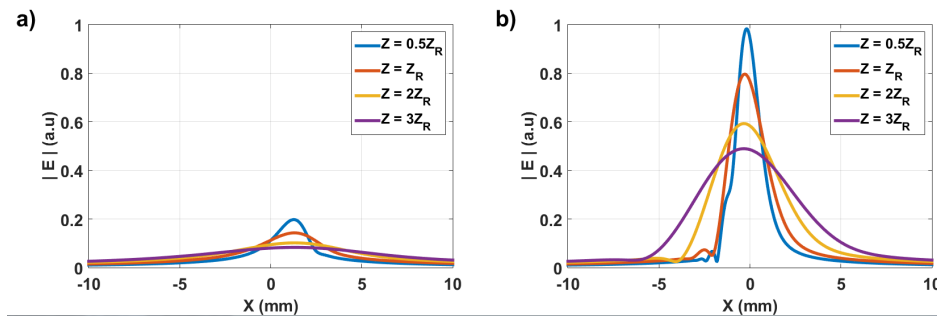 a)
1
0.8
0.6
0.4
0.2
0
| E | (a.u)
-10
-5
0
5
10
X (mm)
Z = 0.5Z_R
Z = Z_R
Z = 2Z_R
Z = 3Z_R
b)
1
0.8
0.6
0.4
0.2
0
| E | (a.u)
-10
-5
0
5
10
X (mm)
Z = 0.5Z_R
Z = Z_R
Z = 2Z_R
Z = 3Z_R